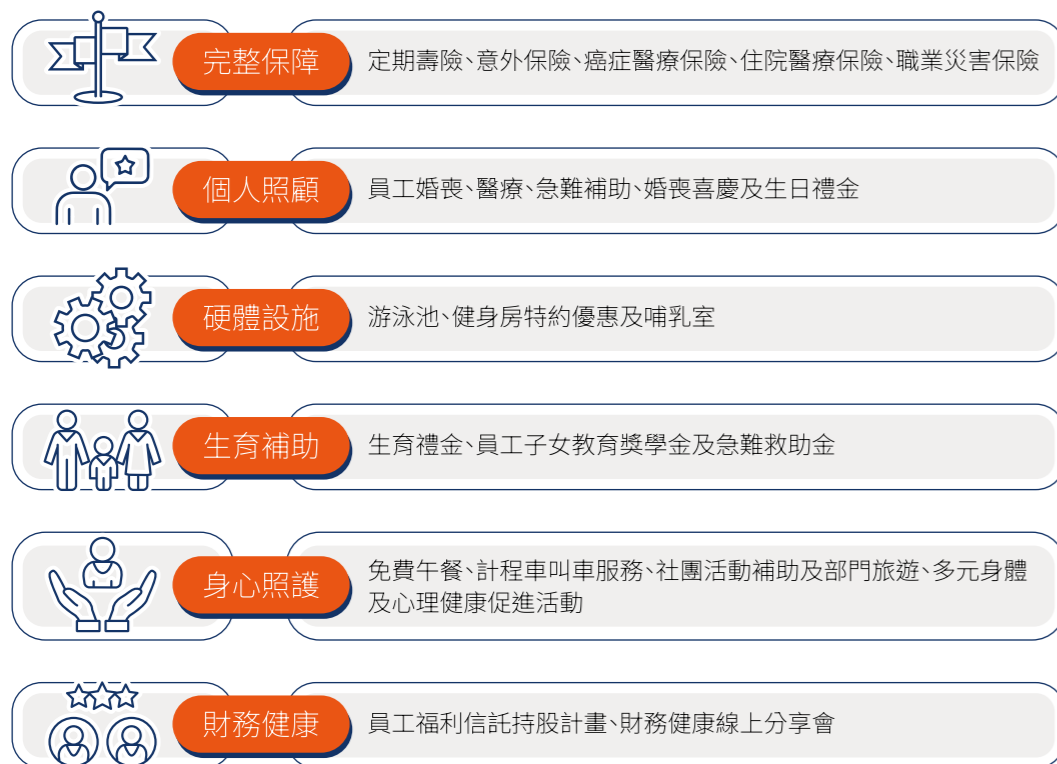 完整保障
定期壽險、意外保險、癌症醫療保險、住院醫療保險、職業災害保險
個人照顧
員工婚喪、醫療、急難補助、婚喪喜慶及生日禮金
硬體設施
游泳池、健身房特約優惠及哺乳室
生育補助
生育禮金、員工子女教育獎學金及急難救助金
身心照護
免費午餐、計程車叫車服務、社團活動補助及部門旅遊、多元身體
及心理健康促進活動
財務健康
員工福利信託持股計畫、財務健康線上分享會